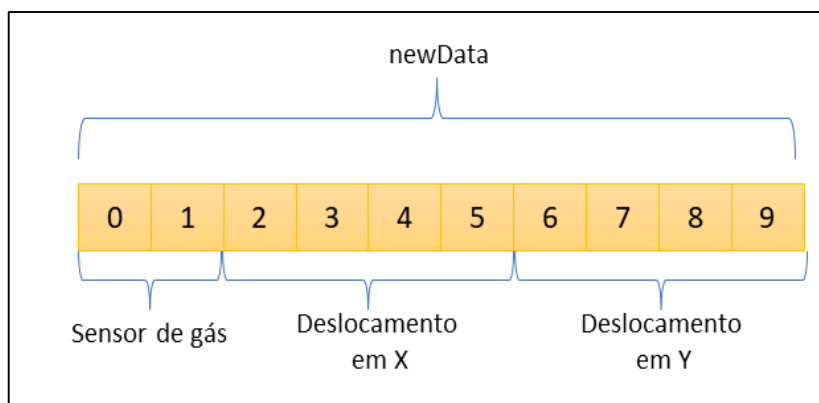 newData
0 1 2 3 4 5 6 7 8 9
Sensor de gás
Deslocamento
em X
Deslocamento
em Y